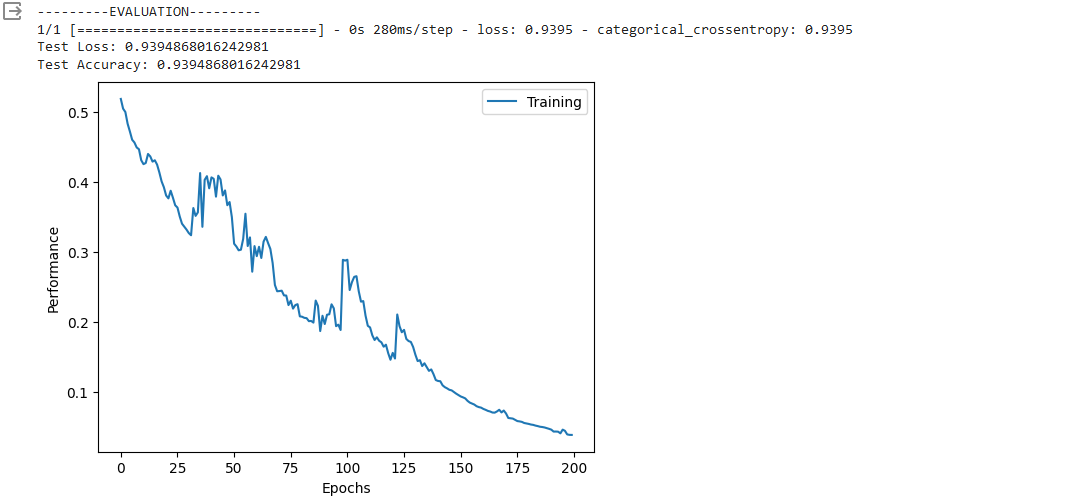 ---------EVALUATION---------
1/1 [==============================] - 0s 280ms/step - loss: 0.9395 - categorical_crossentropy: 0.9395
Test Loss: 0.9394868016242981
Test Accuracy: 0.9394868016242981
Training
0.5
0.4
0.3
0.2
0.1
Performance
0 25 50 75 100 125 150 175 200
Epochs